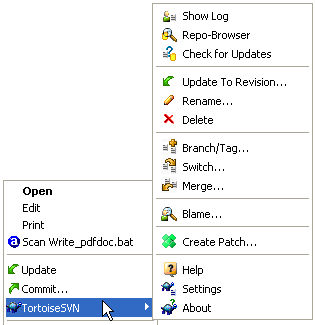 Show Log
Repo-Browser
Check for Updates
Update To Revision...
Rename...
Delete
Branch/Tag...
Switch...
Merge...
Blame...
Create Patch...
Help
Settings
About
Open
Edit
Print
Scan Write_pdfdoc.bat
Update
Commit...
TortoiseSVN